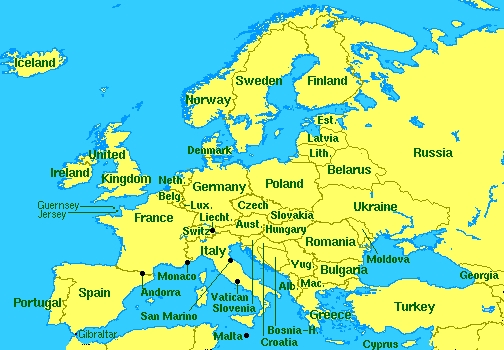 Iceland
Sweden
Finland
Norway
Est.
Latvia
Lith
Russia
Denmark
United
Kingdom
Ireland
Belarus
Neth.
Belg.
Germany
Poland
Guernsey
Jersey
Lux.
Czech
Ukraine
France
Liecht.
Slovakia
Switz
Aust.
Hungary
Italy
Romania
Moldova
Monaco
Andorra
Yug
Bulgaria
Georgia
Portugal
Spain
San Marino
Vatican
Slovenia
Alb
Mac.
Turkey
Greece
Gibraltar
Malta
Bosnia-H.
Croatia
Cyprus